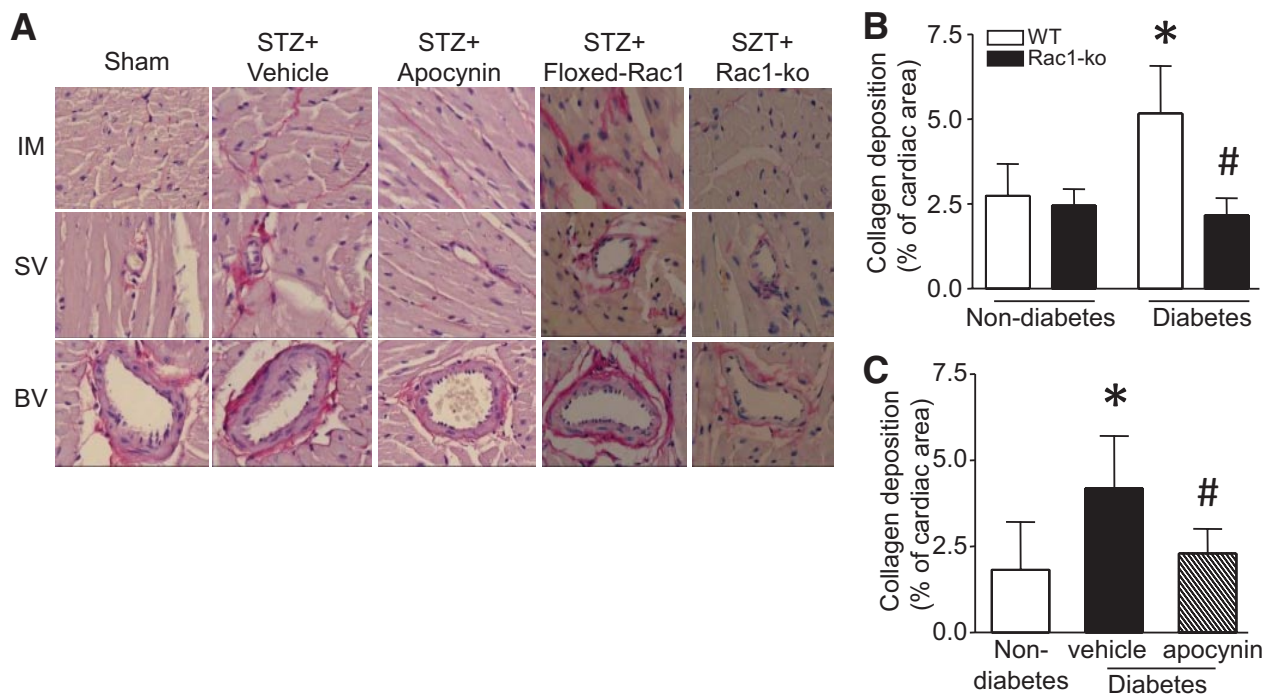 A
Sham
STZ+
Vehicle
STZ+
Apocynin
STZ+
Floxed-Rac1
SZT+
Rac1-ko
IM
SV
BV
B
Collagen deposition
(% of cardiac area)
7.5
5.0
2.5
0.0
WT
Rac1-ko
*
#
Non-diabetes
Diabetes
C
Collagen deposition
(% of cardiac area)
7.5
5.0
2.5
0.0
*
#
Non-
diabetes
vehicle
apocynin
Diabetes